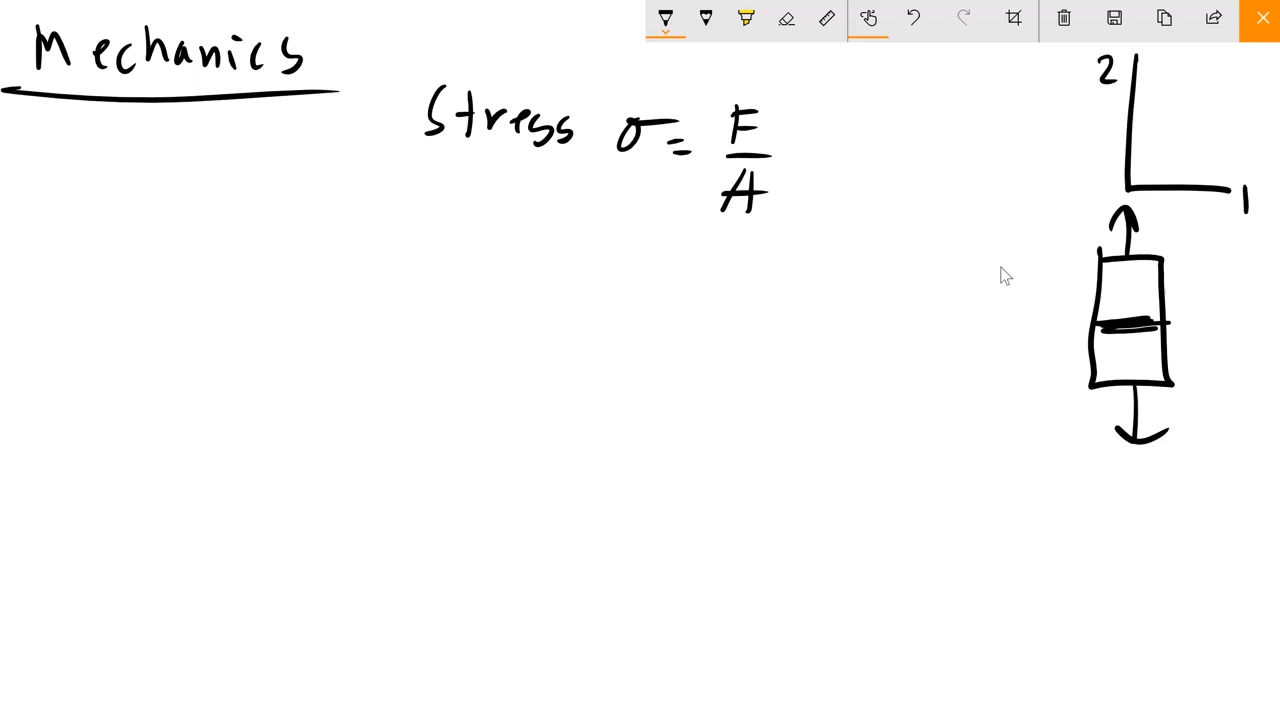 Mechanics
Stress σ = F/A
2
1